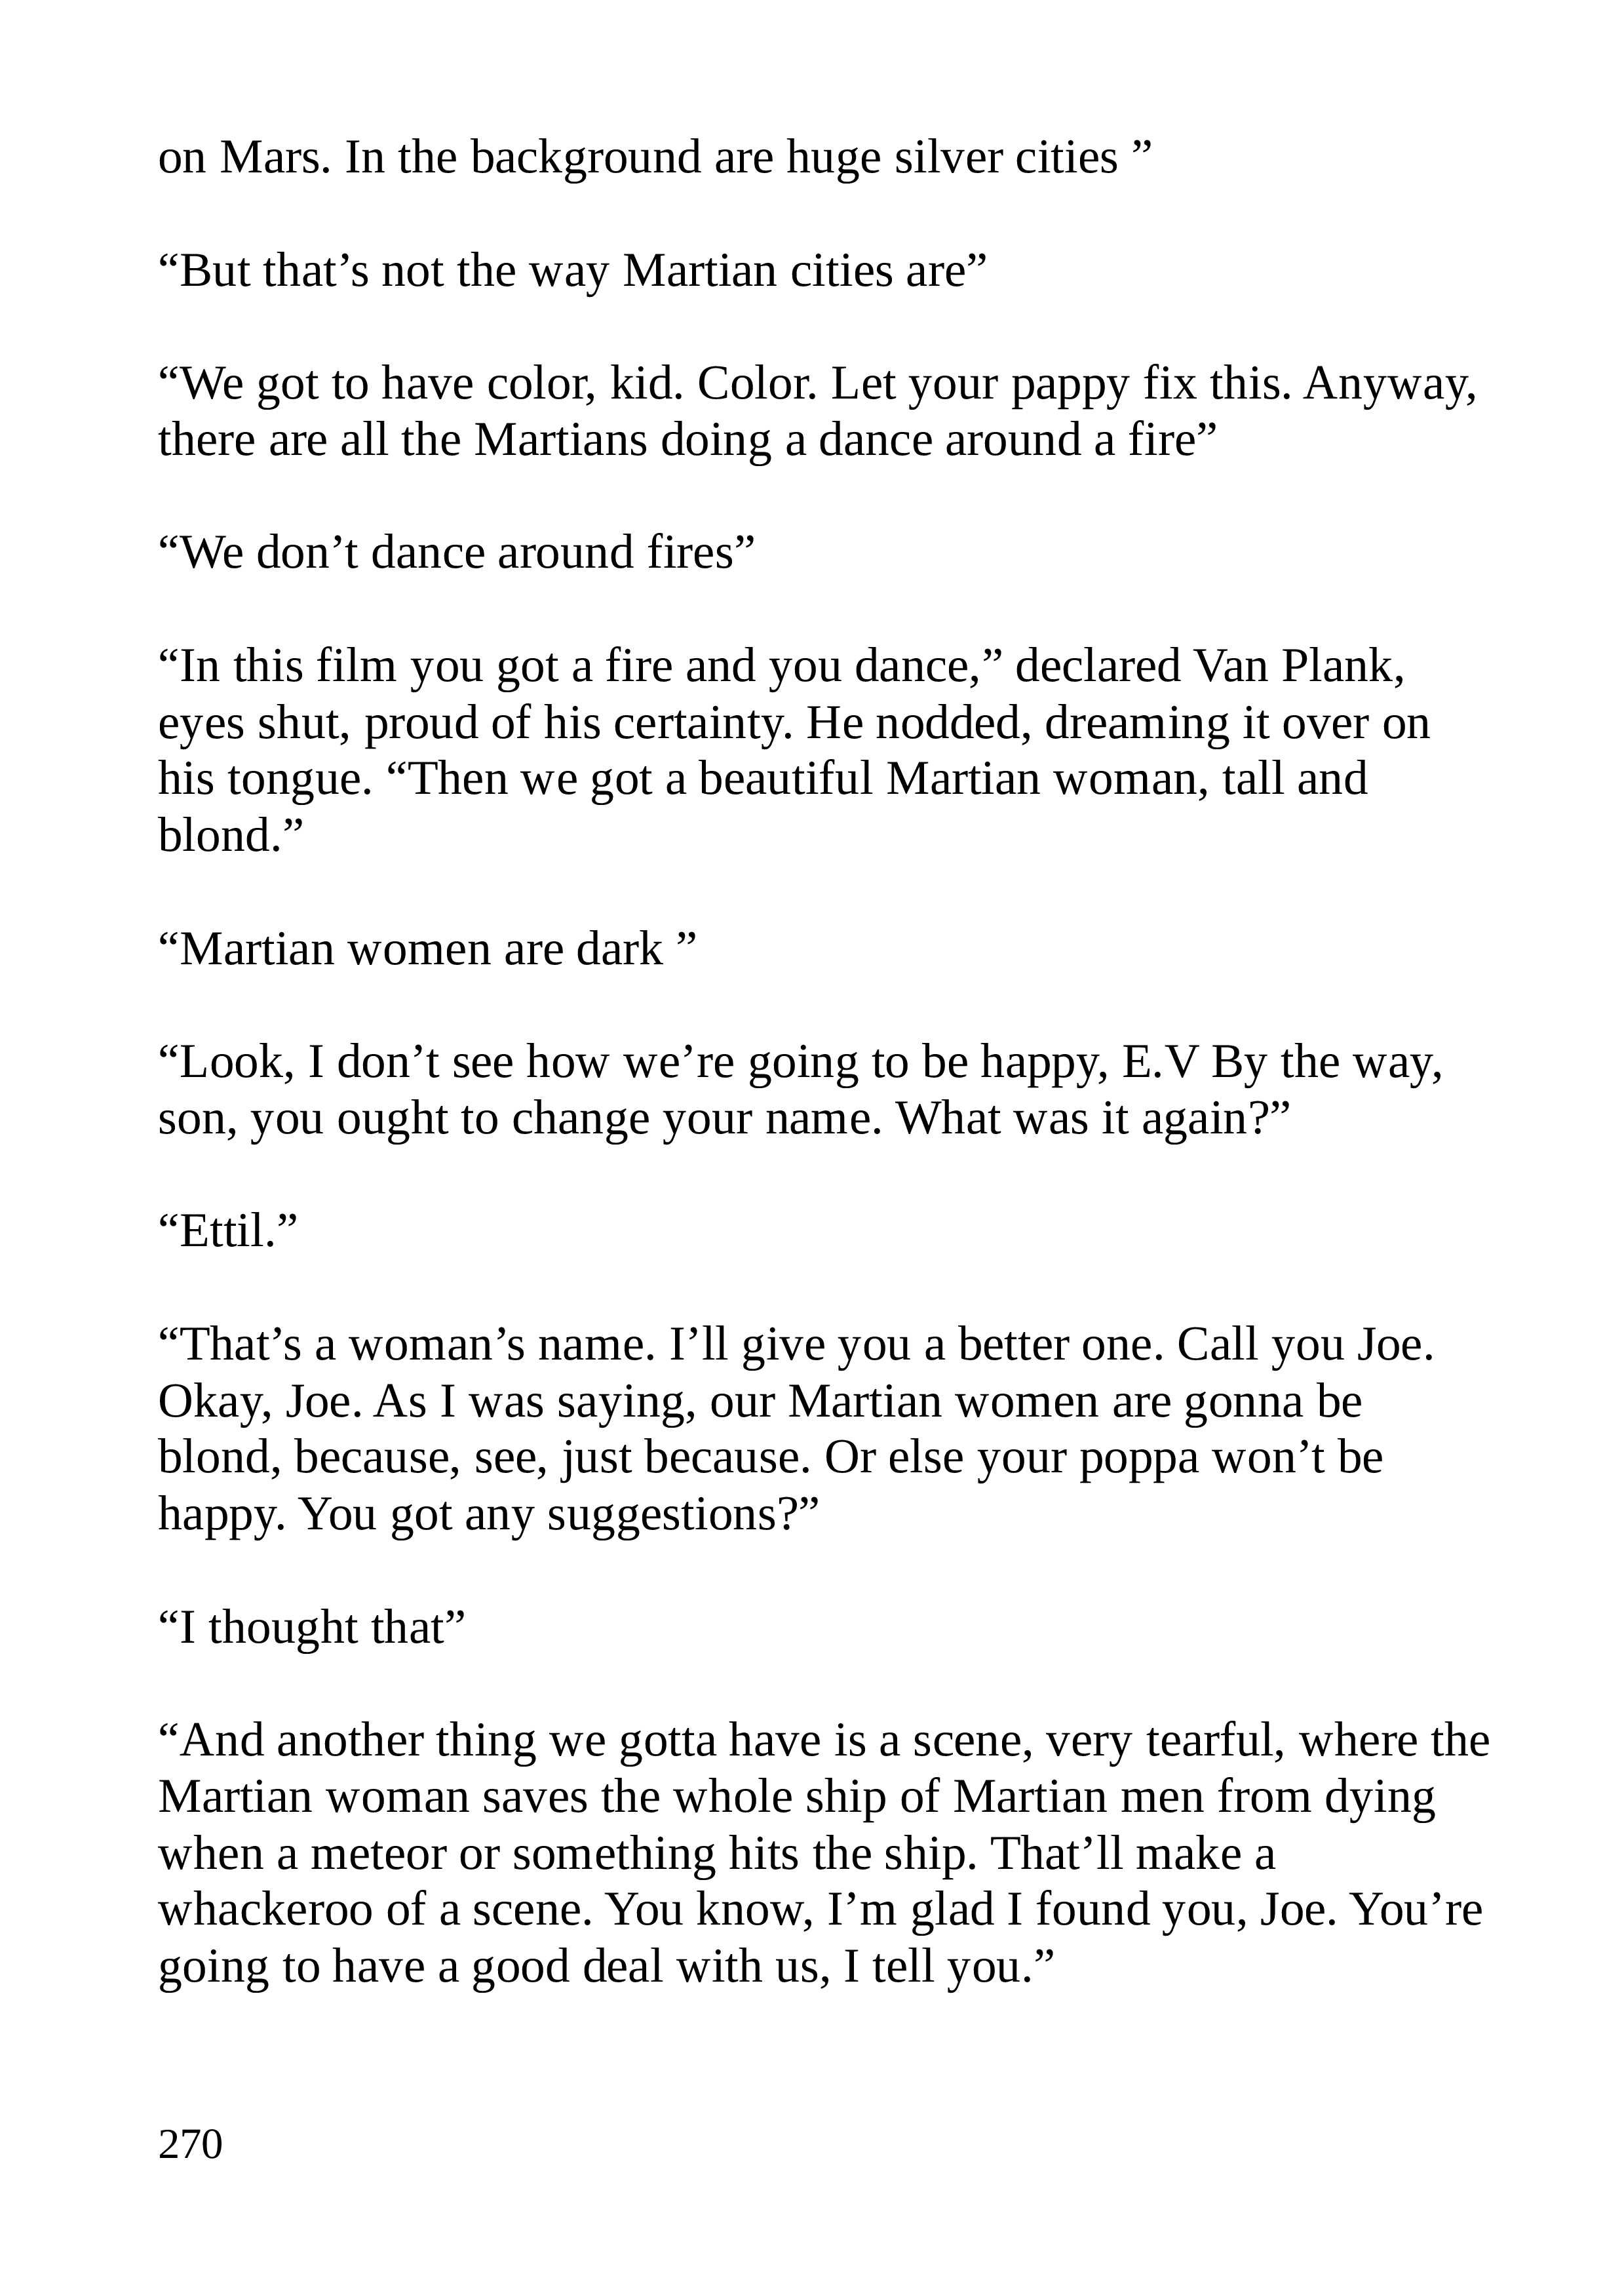 on Mars. In the background are huge silver cities ”
“But that’s not the way Martian cities are”
“We got to have color, kid. Color. Let your pappy fix this. Anyway,
there are all the Martians doing a dance around a fire”
“We don’t dance around fires”
“In this film you got a fire and you dance,” declared Van Plank,
eyes shut, proud of his certainty. He nodded, dreaming it over on
his tongue. “Then we got a beautiful Martian woman, tall and
blond.”
“Martian women are dark ”
“Look, I don’t see how we’re going to be happy, E.V By the way,
son, you ought to change your name. What was it again?”
“Ettil.”
“That’s a woman’s name. I’ll give you a better one. Call you Joe.
Okay, Joe. As I was saying, our Martian women are gonna be
blond, because, see, just because. Or else your poppa won’t be
happy. You got any suggestions?”
“I thought that”
“And another thing we gotta have is a scene, very tearful, where the
Martian woman saves the whole ship of Martian men from dying
when a meteor or something hits the ship. That’ll make a
whackeroo of a scene. You know, I’m glad I found you, Joe. You’re
going to have a good deal with us, I tell you.”
270